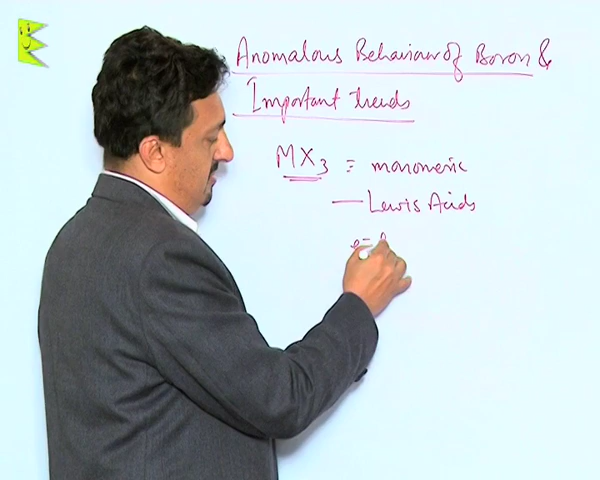 Anomalous Behaviour of Boron &
Important trends
MX₃ = monomeric
— Lewis Acids
e⁻